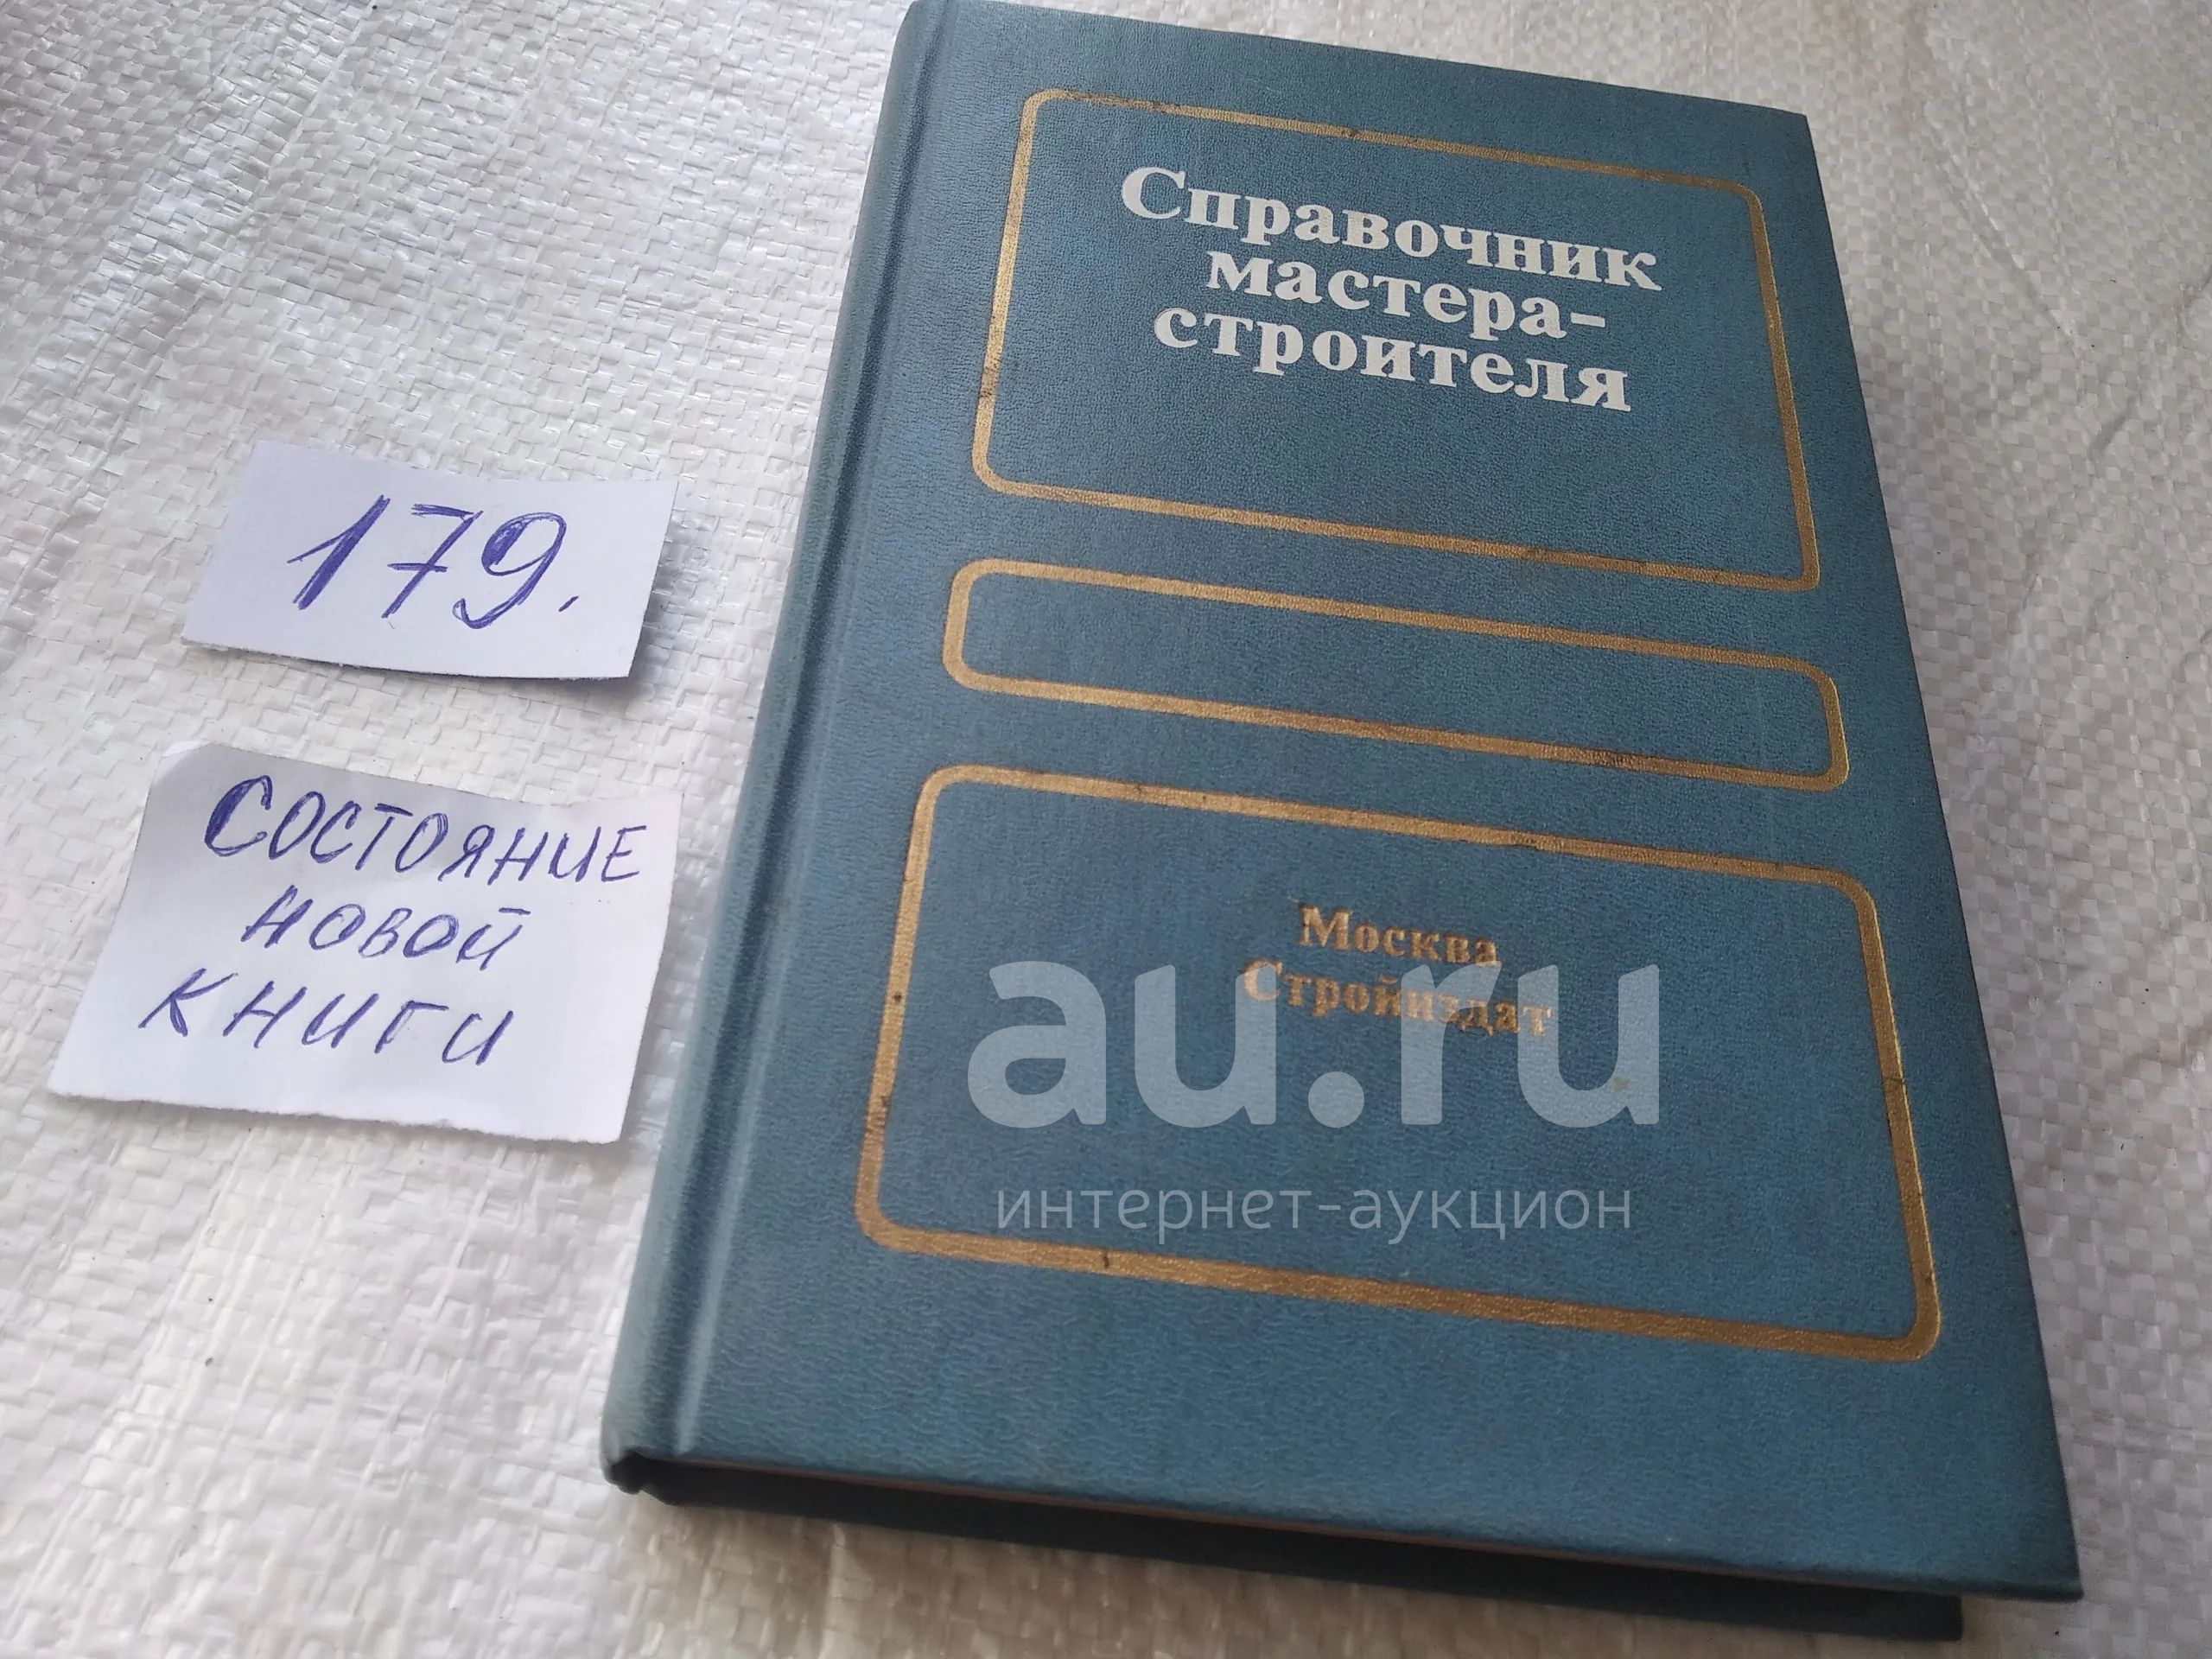 Справочник
мастера-
строителя
179.
СОСТОЯНИЕ
НОВОЙ
КНИГИ
Москва
Стройиздат
au.ru
интернет-аукцион